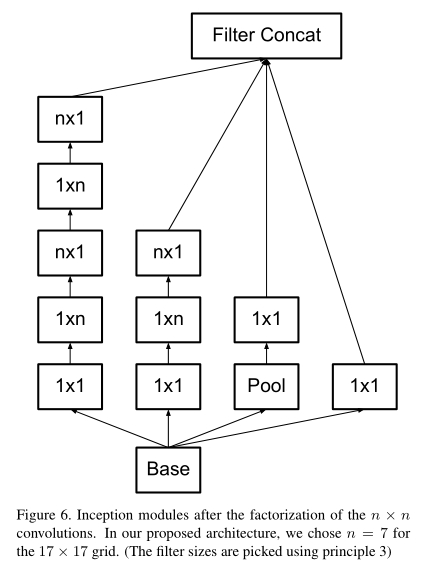 Filter Concat
nx1
1xn
nx1
nx1
1xn
1xn
1x1
1x1
1x1
Pool
1x1
Base
Figure 6. Inception modules after the factorization of the n × n
convolutions. In our proposed architecture, we chose n = 7 for
the 17 × 17 grid. (The filter sizes are picked using principle 3)